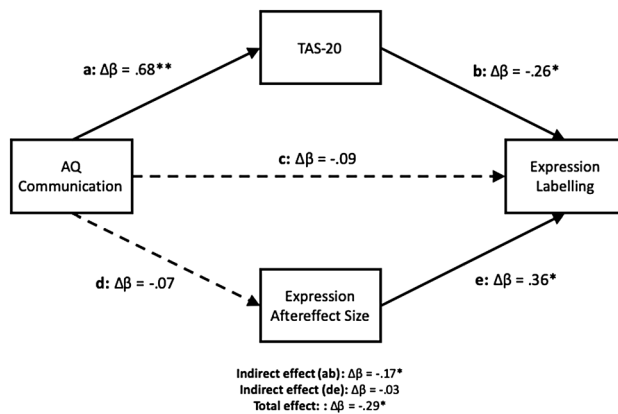 TAS-20
a: Δβ = .68**
b: Δβ = -.26*
AQ
Communication
c: Δβ = -.09
Expression
Labelling
d: Δβ = -.07
Expression
Aftereffect Size
e: Δβ = .36*
Indirect effect (ab): Δβ = -.17*
Indirect effect (de): Δβ = -.03
Total effect: : Δβ = -.29*